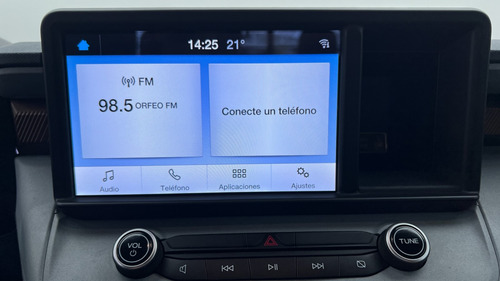 14:25 21°
FM
98.5 ORFEO FM
Conecte un teléfono
Audio Teléfono Aplicaciones Ajustes
VOL
TUNE